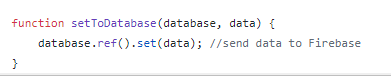 function setToDatabase(database, data) {
    database.ref().set(data); //send data to Firebase
}